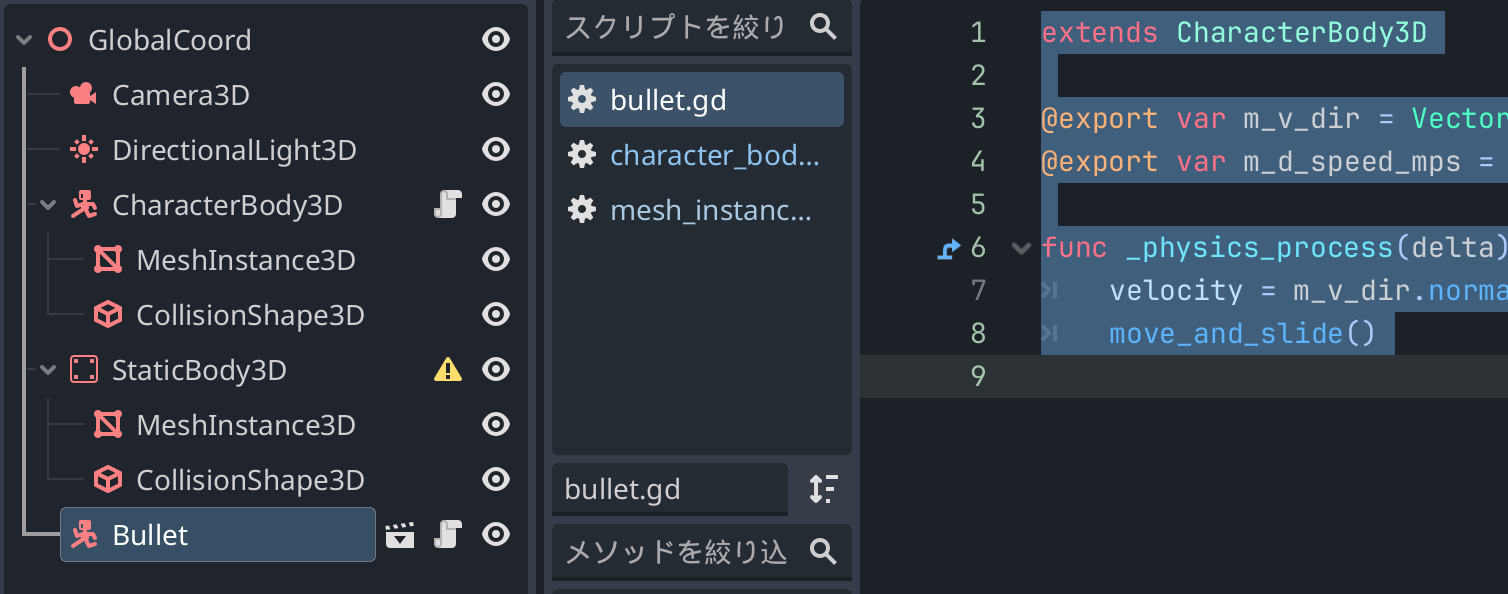 GlobalCoord
Camera3D
DirectionalLight3D
CharacterBody3D
MeshInstance3D
CollisionShape3D
StaticBody3D
MeshInstance3D
CollisionShape3D
Bullet
スクリプトを絞り
bullet.gd
character_bod...
mesh_instanc...
bullet.gd
メソッドを絞り込
1 extends CharacterBody3D
2
3 @export var m_v_dir = Vector
4 @export var m_d_speed_mps =
5
6 func _physics_process(delta)
7 velocity = m_v_dir.norma
8 move_and_slide()
9